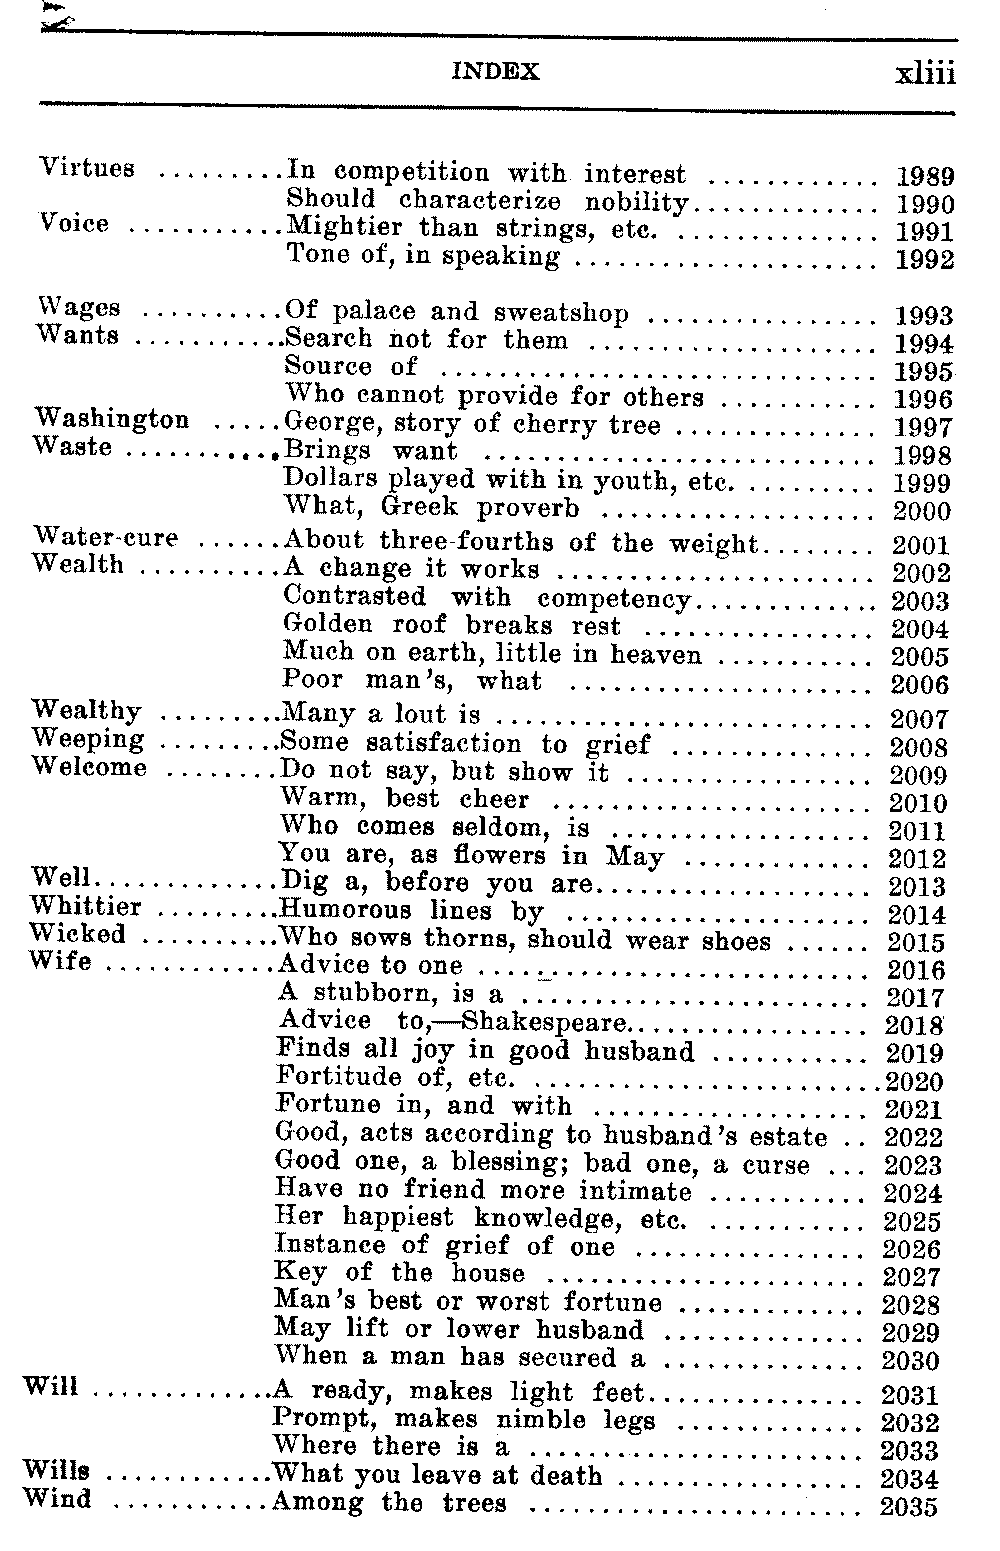 INDEX xliii
Virtues .........In competition with interest ............ 1989
Should characterize nobility............. 1990
Voice ...........Mightier than strings, etc. .............. 1991
Tone of, in speaking ..................... 1992
Wages ..........Of palace and sweatshop ................ 1993
Wants ...........Search not for them .................... 1994
Source of .............................. 1995
Who cannot provide for others ........... 1996
Washington .....George, story of cherry tree .............. 1997
Waste ...........Brings want ........................... 1998
Dollars played with in youth, etc. ......... 1999
What, Greek proverb ................... 2000
Water-cure ......About three-fourths of the weight........ 2001
Wealth ..........A change it works ...................... 2002
Contrasted with competency............. 2003
Golden roof breaks rest ................ 2004
Much on earth, little in heaven ........... 2005
Poor man's, what ..................... 2006
Wealthy .........Many a lout is .......................... 2007
Weeping .........Some satisfaction to grief .............. 2008
Welcome ........Do not say, but show it ................. 2009
Warm, best cheer ...................... 2010
Who comes seldom, is .................. 2011
You are, as flowers in May ............. 2012
Well.............Dig a, before you are................... 2013
Whittier .........Humorous lines by ..................... 2014
Wicked ..........Who sows thorns, should wear shoes ...... 2015
Wife ............Advice to one ........................... 2016
A stubborn, is a ........................ 2017
Advice to,—Shakespeare................. 2018
Finds all joy in good husband ........... 2019
Fortitude of, etc. ........................2020
Fortune in, and with ................... 2021
Good, acts according to husband's estate .. 2022
Good one, a blessing; bad one, a curse ... 2023
Have no friend more intimate ........... 2024
Her happiest knowledge, etc. ........... 2025
Instance of grief of one ................ 2026
Key of the house ...................... 2027
Man's best or worst fortune ............. 2028
May lift or lower husband .............. 2029
When a man has secured a .............. 2030
Will .............A ready, makes light feet............... 2031
Prompt, makes nimble legs ............. 2032
Where there is a ....................... 2033
Wills ............What you leave at death ................. 2034
Wind ...........Among the trees ....................... 2035